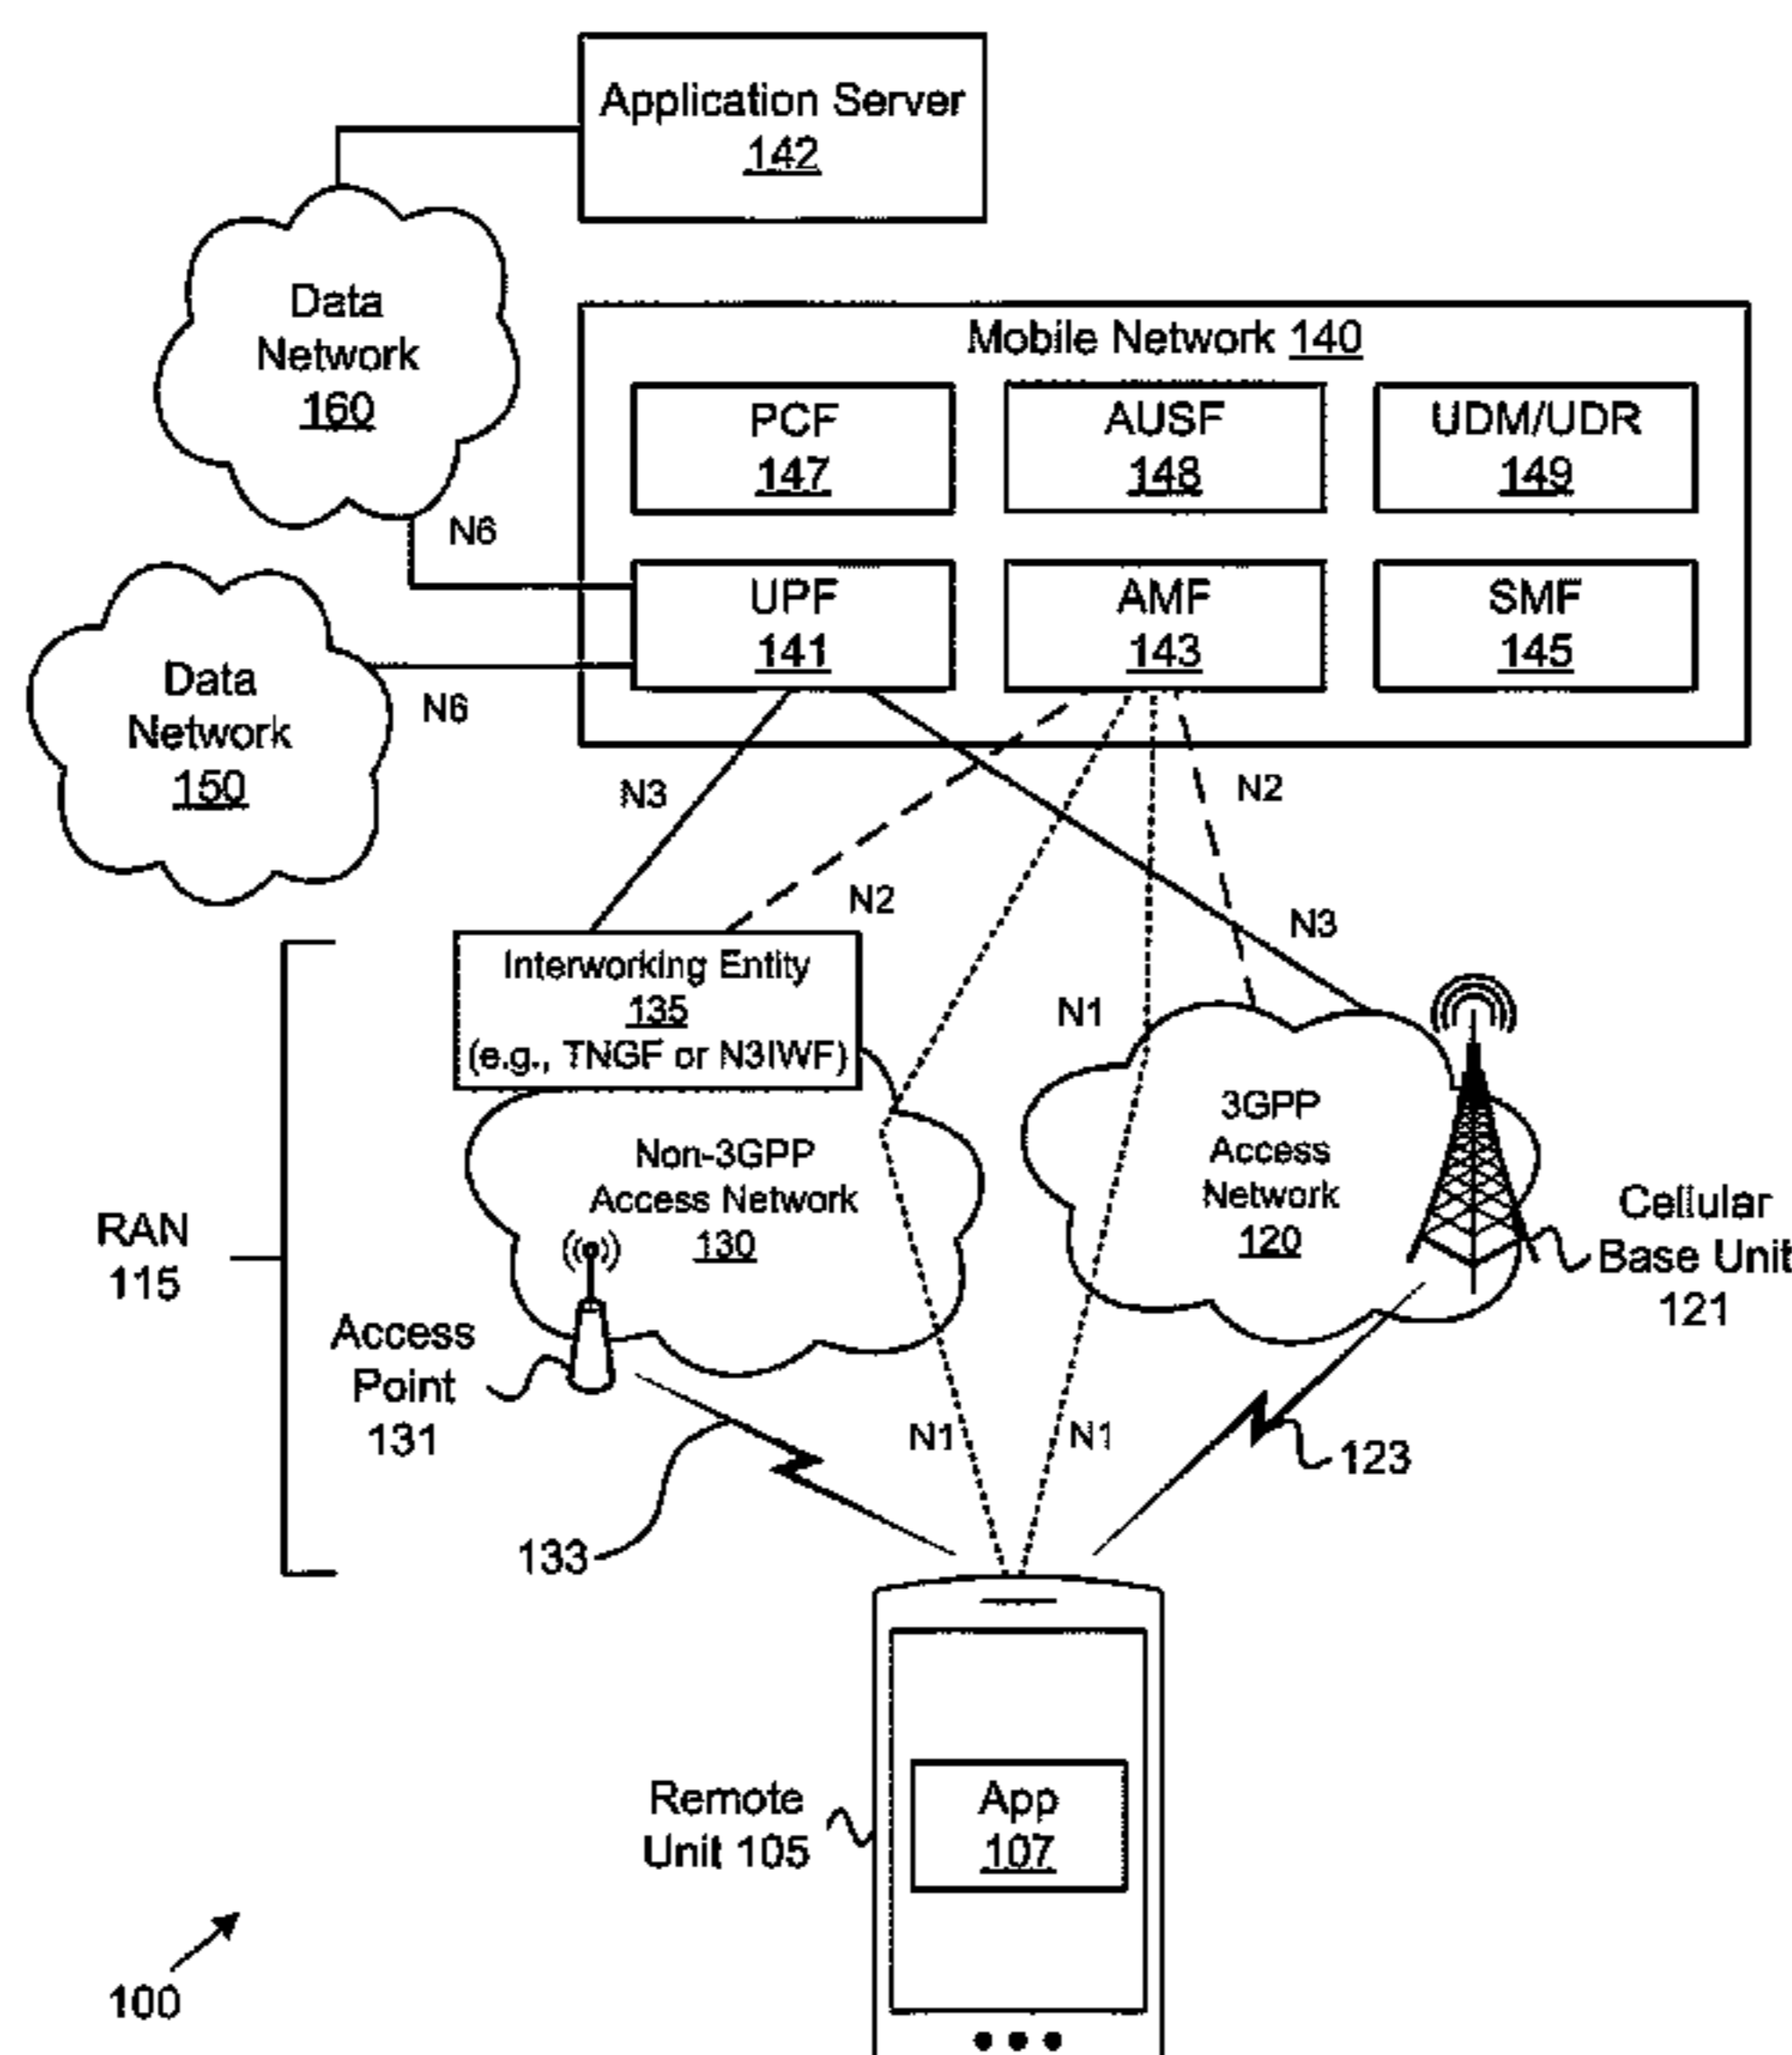 Application Server
142
Data
Network
160
Mobile Network 140
PCF
147
AUSF
148
UDM/UDR
149
N6
UPF
141
AMF
143
SMF
145
Data
Network
150
N6
N3
N2
N2
N3
Interworking Entity
135
(e.g., TNGF or N3IWF)
N1
3GPP
Access
Network
120
Non-3GPP
Access Network
130
RAN
115
Cellular
Base Unit
121
Access
Point
131
N1
N1
123
133
Remote
Unit 105
App
107
100